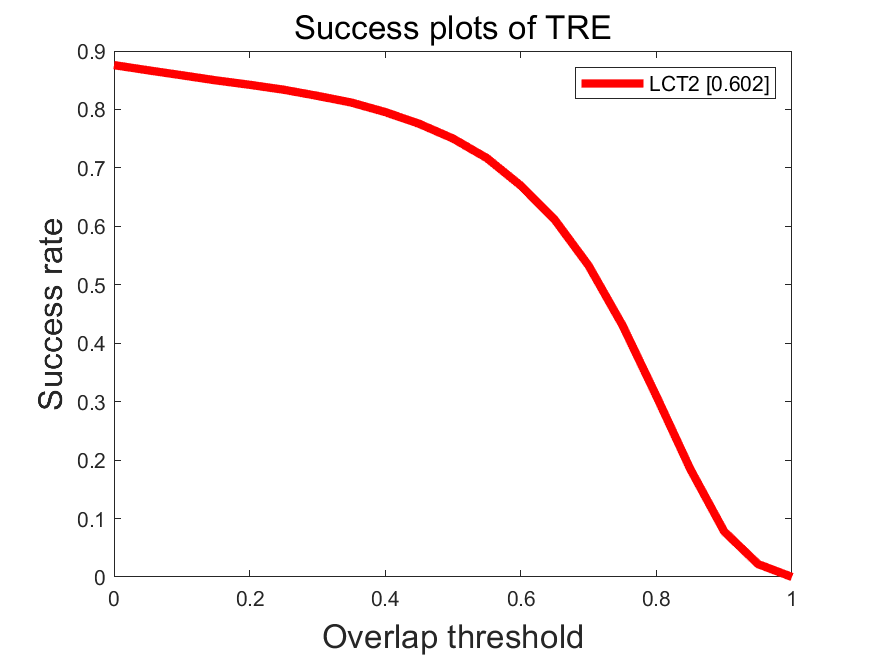 Success plots of TRE
LCT2 [0.602]
Success rate
0.9
0.8
0.7
0.6
0.5
0.4
0.3
0.2
0.1
0
0 0.2 0.4 0.6 0.8 1
Overlap threshold